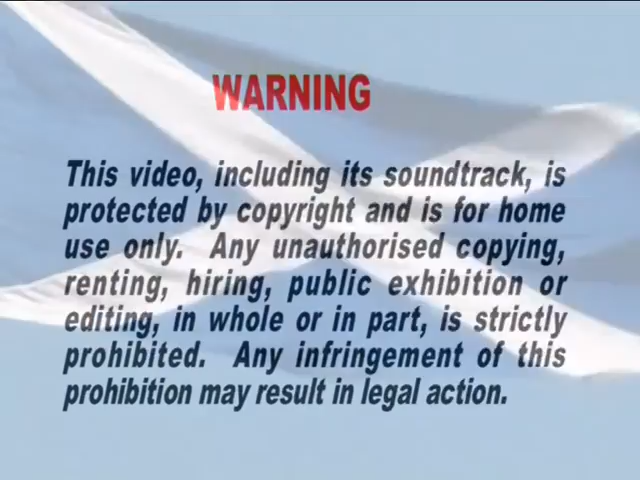 WARNING
This video, including its soundtrack, is
protected by copyright and is for home
use only. Any unauthorised copying,
renting, hiring, public exhibition or
editing, in whole or in part, is strictly
prohibited. Any infringement of this
prohibition may result in legal action.